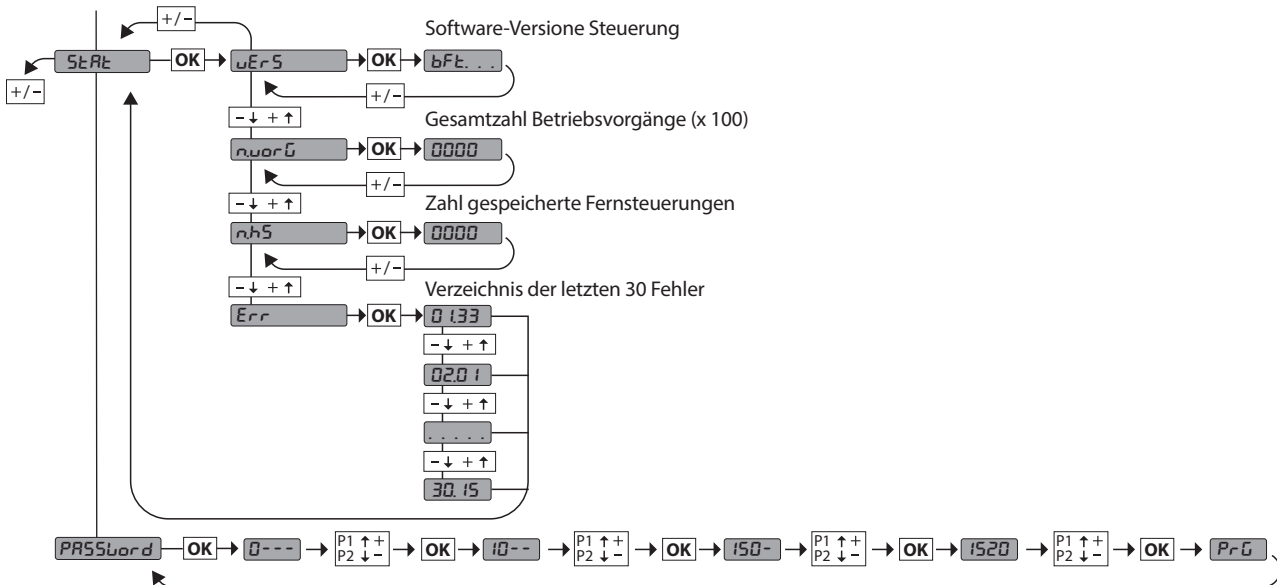 +/-
Software-Versione Steuerung
StAt OK vErS OK bFt. . .
+/-
+/-
- ↓ + ↑
Gesamtzahl Betriebsvorgänge (x 100)
n.vorG OK 0000
+/-
- ↓ + ↑
Zahl gespeicherte Fernsteuerungen
n.hS OK 0000
+/-
- ↓ + ↑
Verzeichnis der letzten 30 Fehler
Err OK 01.33
- ↓ + ↑
02.01
- ↓ + ↑
. . . . .
- ↓ + ↑
30.15
PASSword OK 0--- P1 ↑ + P2 ↓ - OK 10-- P1 ↑ + P2 ↓ - OK 150- P1 ↑ + P2 ↓ - OK 1520 P1 ↑ + P2 ↓ - OK PrG